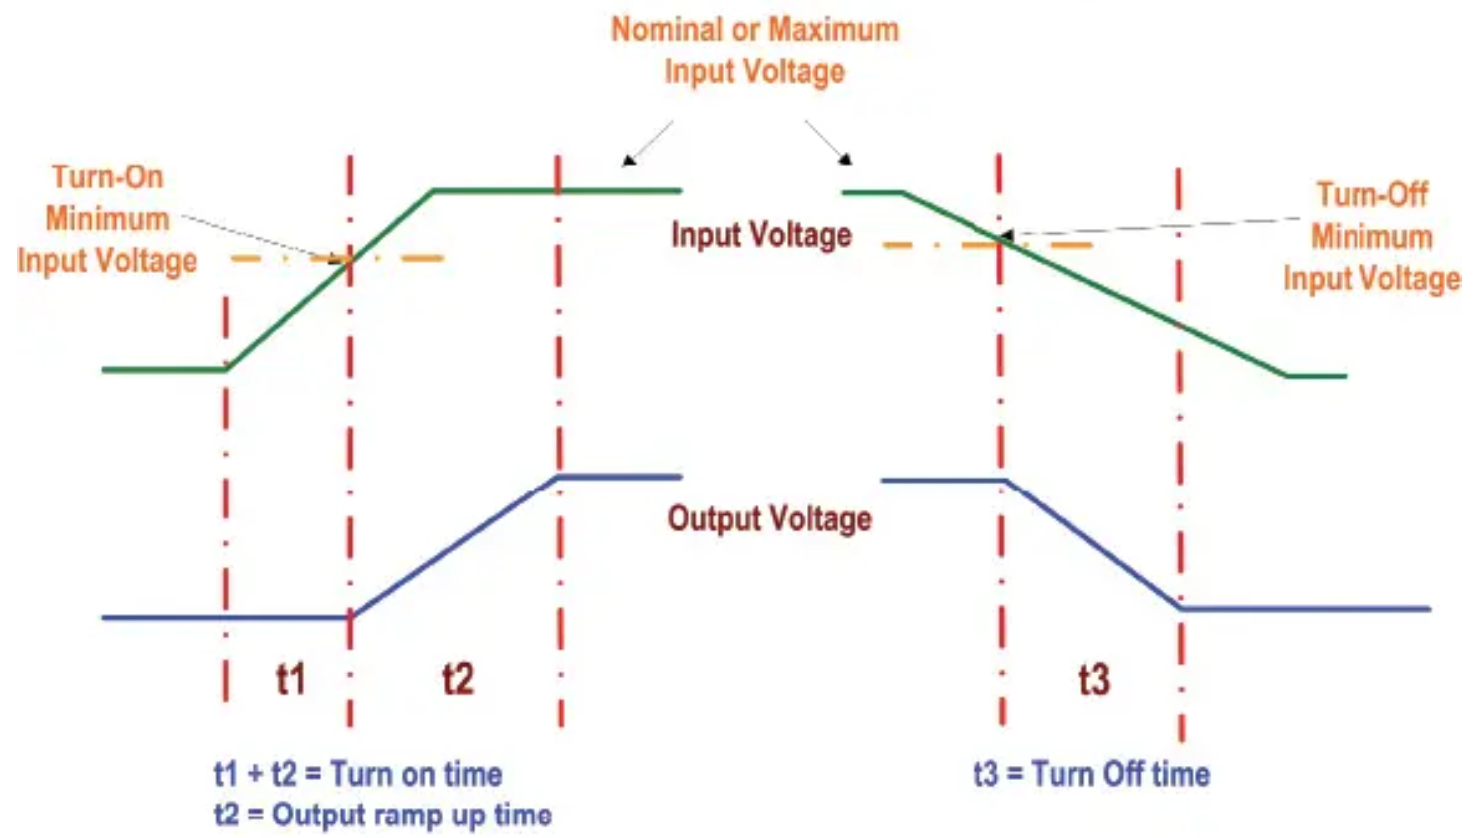 Nominal or Maximum
Input Voltage
Turn-On
Minimum
Input Voltage
Input Voltage
Turn-Off
Minimum
Input Voltage
Output Voltage
t1
t2
t3
t1 + t2 = Turn on time
t2 = Output ramp up time
t3 = Turn Off time